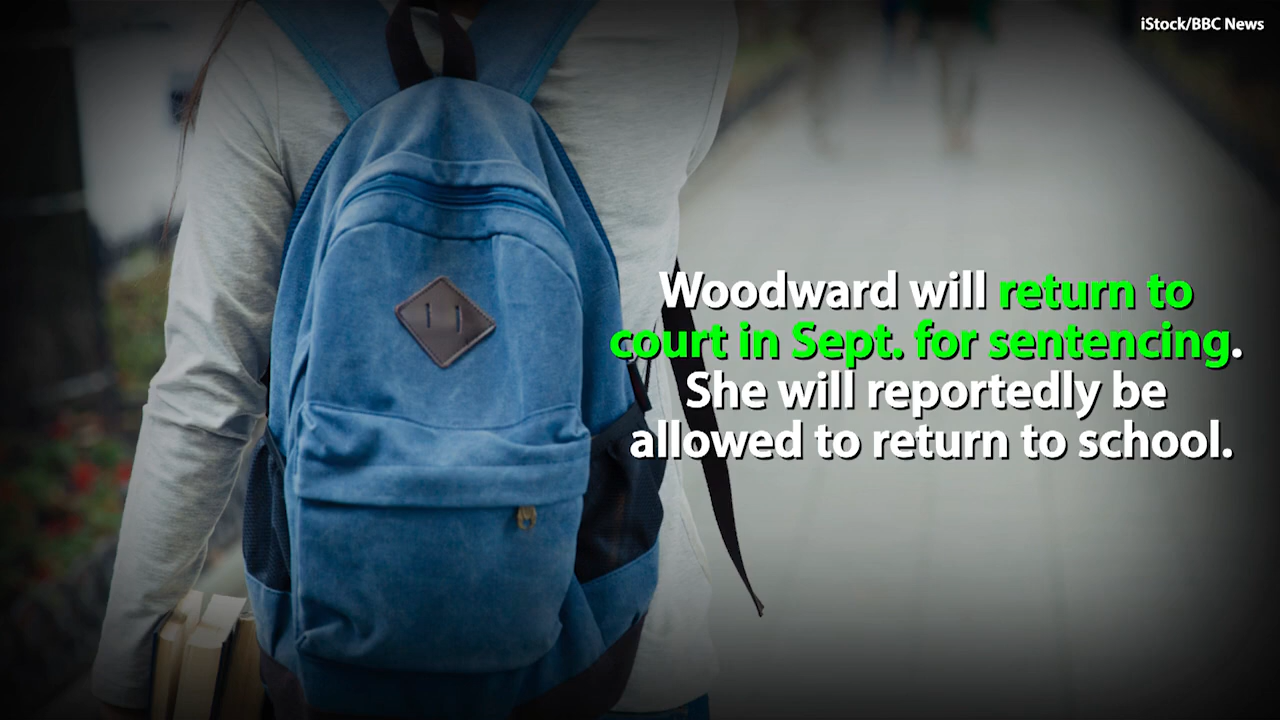 iStock/BBC News
Woodward will return to
court in Sept. for sentencing.
She will reportedly be
allowed to return to school.